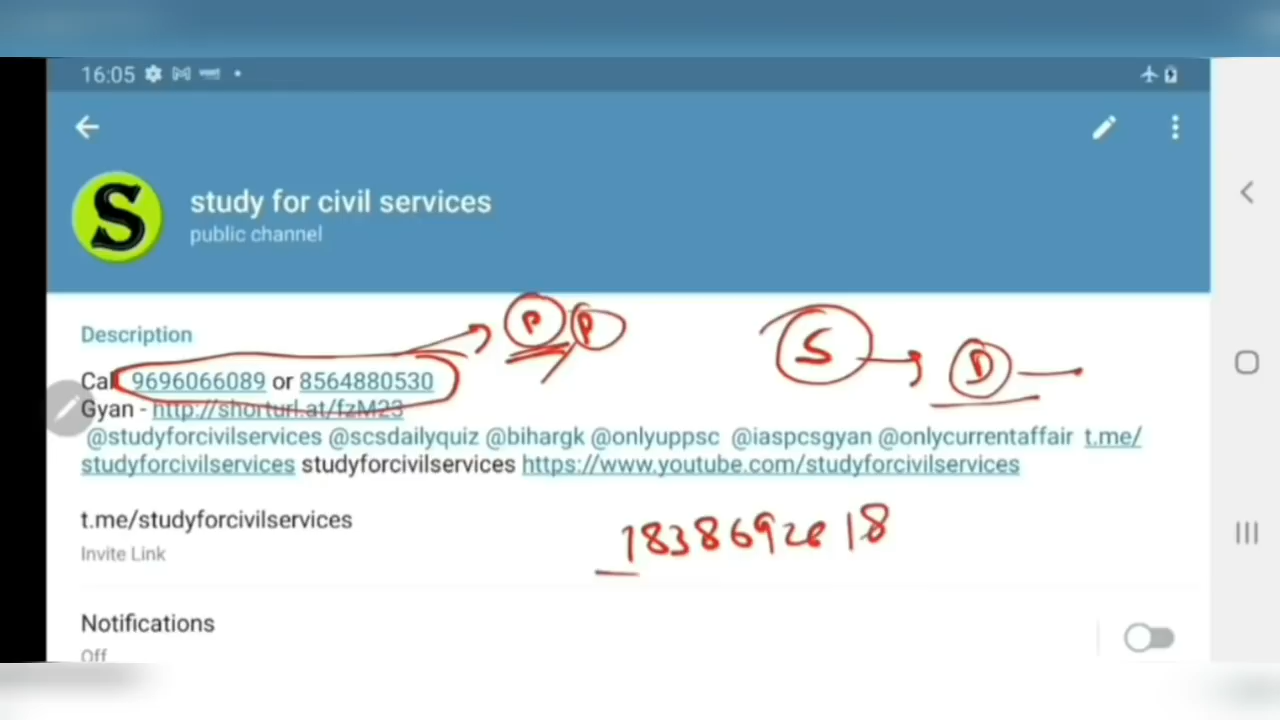 16:05
S
study for civil services
public channel
P P
S D
Description
Call 9696066089 or 8564880530
Gyan - http://shorturl.at/fzM23
@studyforcivilservices @scsdailyquiz @bihargk @onlyuppsc @iaspcsgyan @onlycurrentaffair t.me/
studyforcivilservices studyforcivilservices https://www.youtube.com/studyforcivilservices
t.me/studyforcivilservices
Invite Link
Notifications
Off